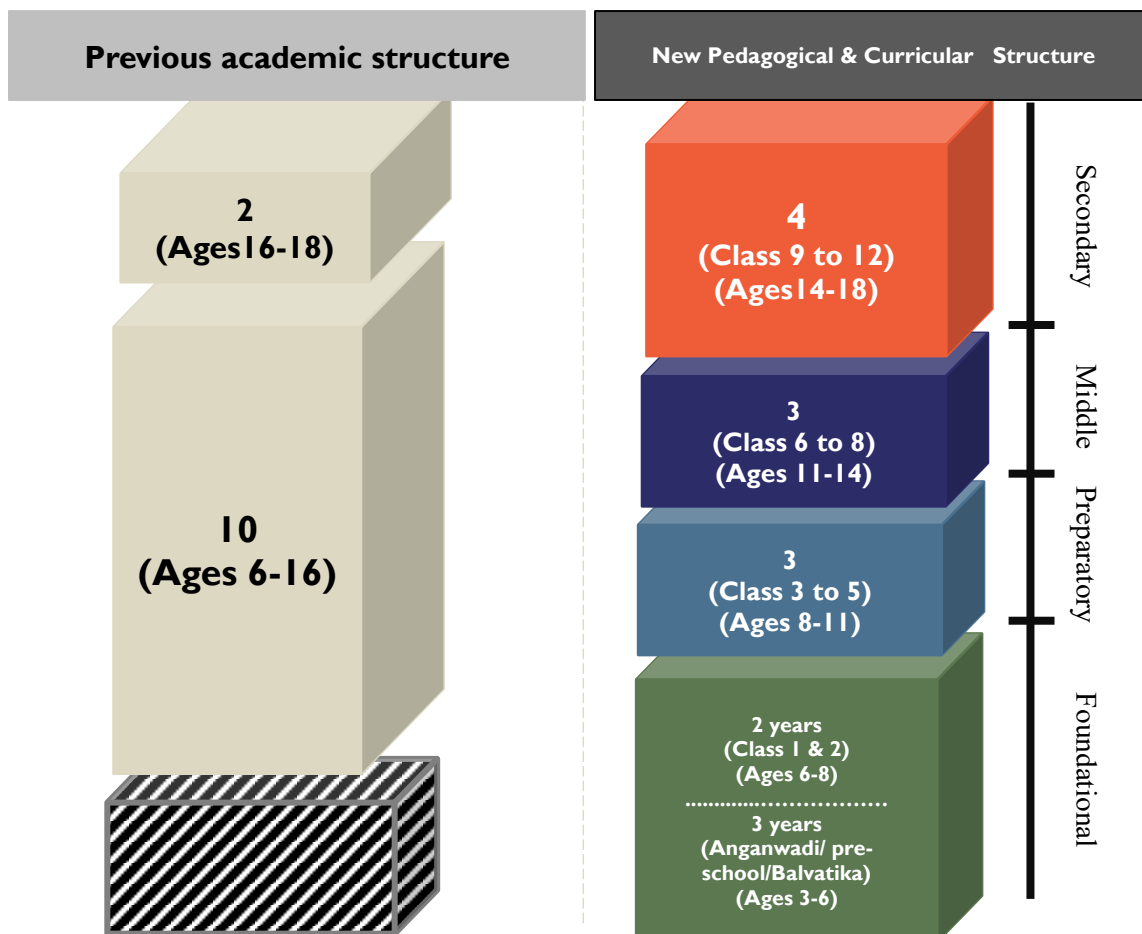 Previous academic structure
2
(Ages16-18)
10
(Ages 6-16)
New Pedagogical & Curricular Structure
4
(Class 9 to 12)
(Ages14-18)
Secondary
3
(Class 6 to 8)
(Ages 11-14)
Middle
3
(Class 3 to 5)
(Ages 8-11)
Preparatory
2 years
(Class 1 & 2)
(Ages 6-8)
................................
3 years
(Anganwadi/ pre-
school/Balvatika)
(Ages 3-6)
Foundational